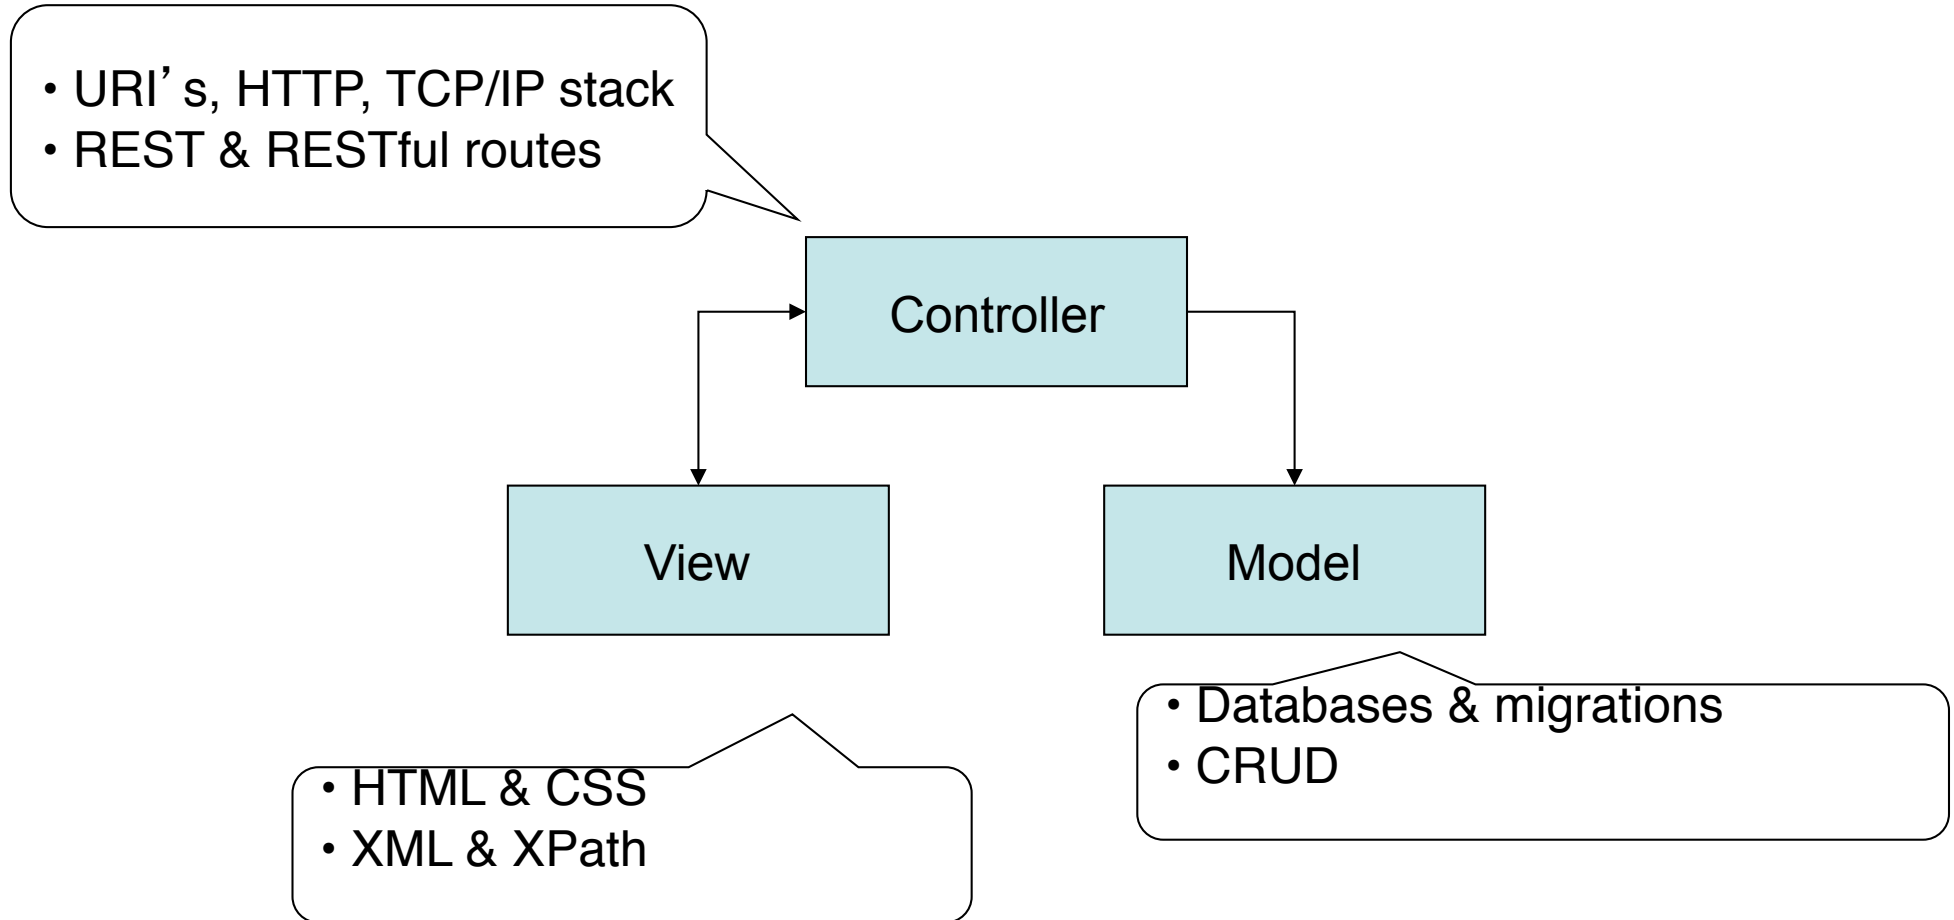 • URI’s, HTTP, TCP/IP stack
• REST & RESTful routes
Controller
View
Model
• Databases & migrations
• CRUD
• HTML & CSS
• XML & XPath